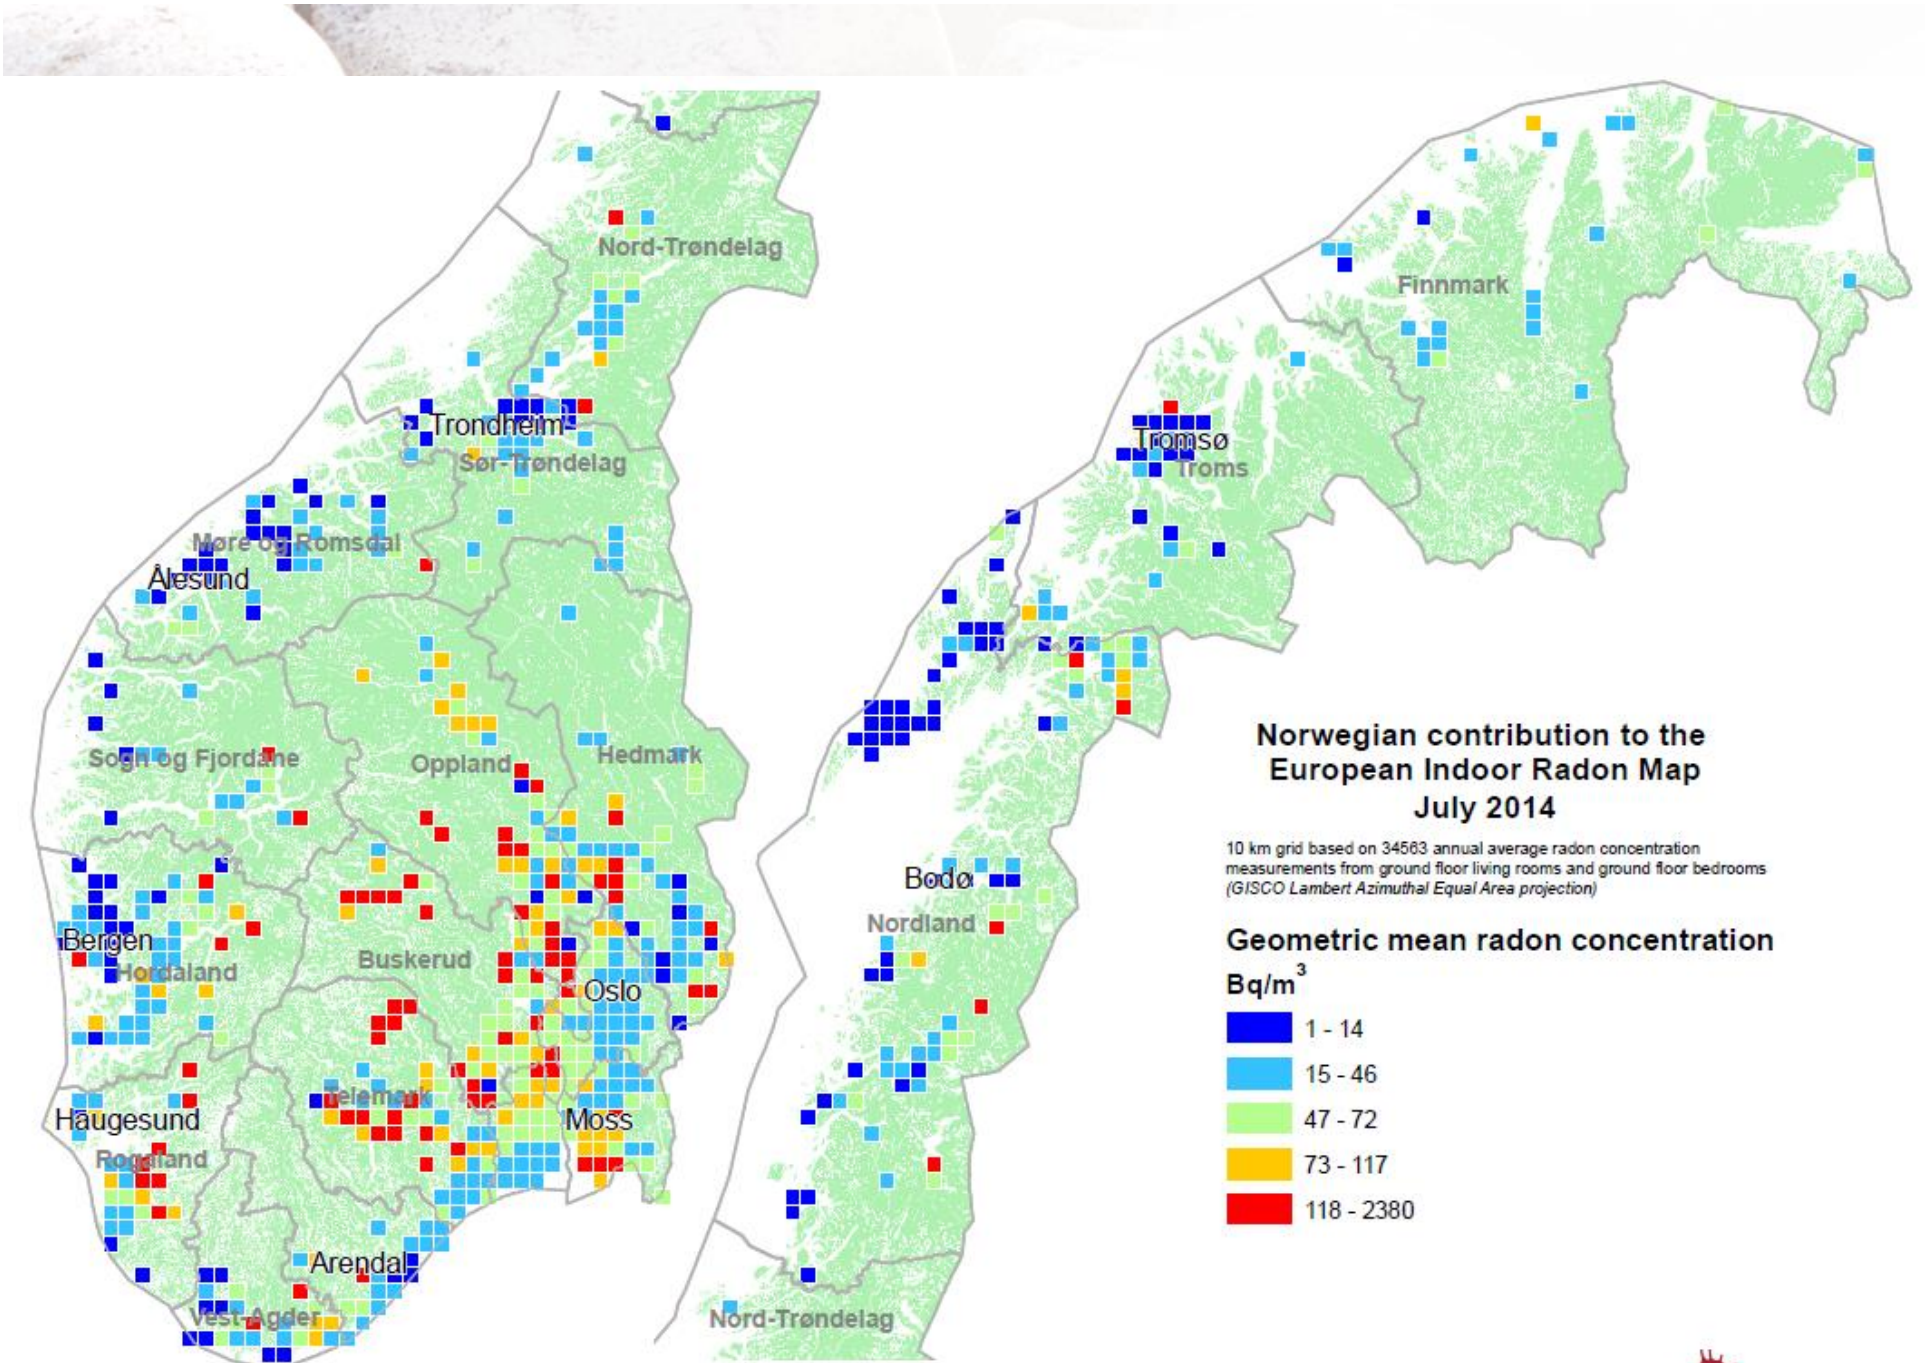 Nord-Trøndelag
Finnmark
Trondheim
Sør-Trøndelag
Tromsø
Troms
Møre og Romsdal
Ålesund
Norwegian contribution to the
European Indoor Radon Map
July 2014
10 km grid based on 34563 annual average radon concentration
measurements from ground floor living rooms and ground floor bedrooms
(GISCO Lambert Azimuthal Equal Area projection)
Sogn og Fjordane
Oppland
Hedmark
Bodø
Nordland
Bergen
Hordaland
Buskerud
Oslo
Geometric mean radon concentration
Bq/m³
1 - 14
15 - 46
47 - 72
73 - 117
118 - 2380
Telemark
Haugesund
Moss
Rogaland
Arendal
Vest-Agder
Nord-Trøndelag